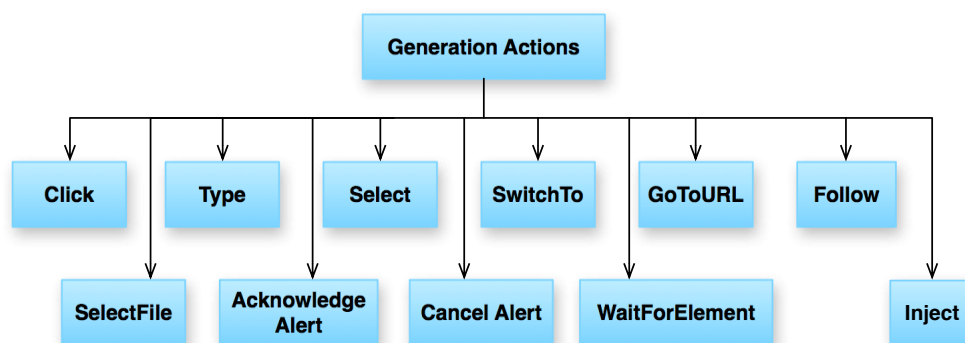 Generation Actions
Click
Type
Select
SwitchTo
GoToURL
Follow
SelectFile
Acknowledge
Alert
Cancel Alert
WaitForElement
Inject